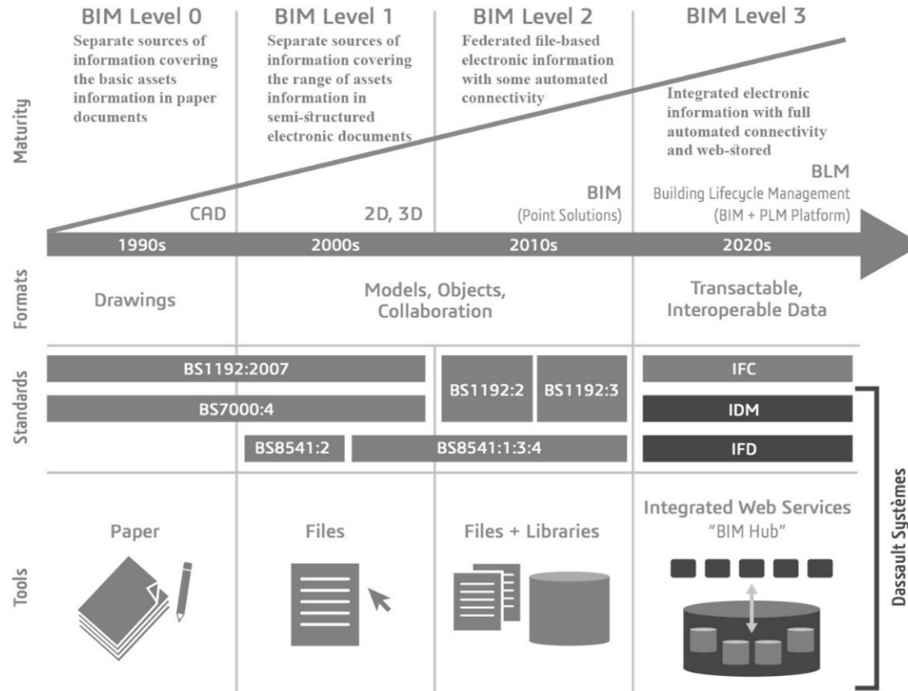 BIM Level 0
Separate sources of
information covering
the basic assets
information in paper
documents
BIM Level 1
Separate sources of
information covering
the range of assets
information in
semi-structured
electronic documents
BIM Level 2
Federated file-based
electronic information
with some automated
connectivity
BIM Level 3
Integrated electronic
information with full
automated connectivity
and web-stored
Maturity
CAD
2D, 3D
BIM
(Point Solutions)
BLM
Building Lifecycle Management
(BIM + PLM Platform)
1990s
2000s
2010s
2020s
Formats
Drawings
Models, Objects,
Collaboration
Transactable,
Interoperable Data
Standards
BS1192:2007
BS7000:4
BS8541:2
BS8541:1:3:4
BS1192:2
BS1192:3
IFC
IDM
IFD
Tools
Paper
Files
Files + Libraries
Integrated Web Services
"BIM Hub"
Dassault Systèmes